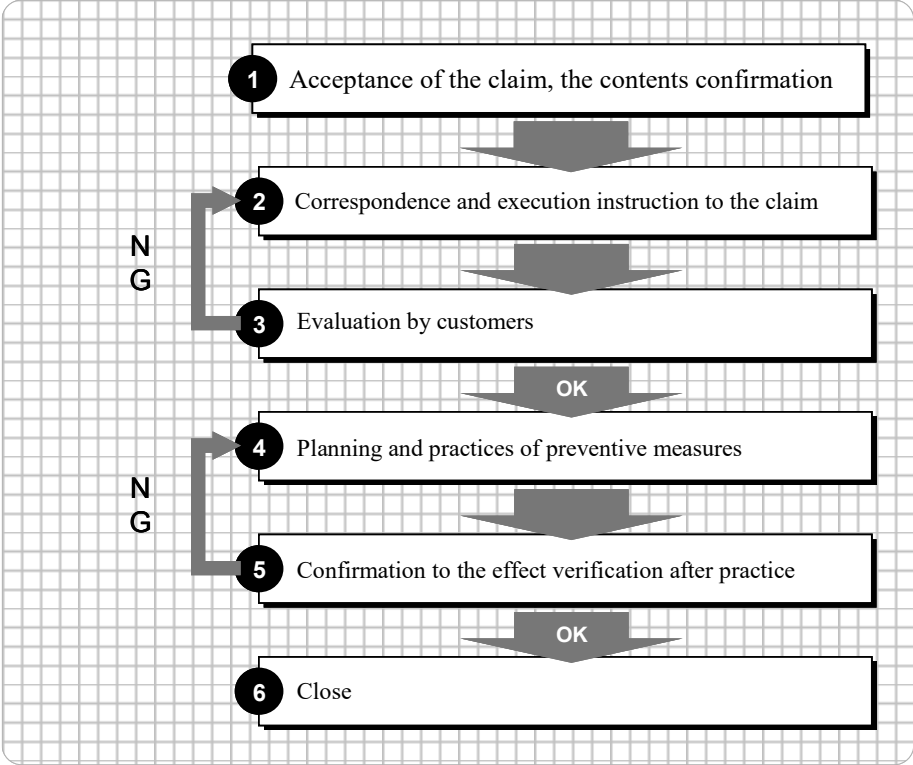 1 Acceptance of the claim, the contents confirmation
2 Correspondence and execution instruction to the claim
N
G
3 Evaluation by customers
OK
4 Planning and practices of preventive measures
N
G
5 Confirmation to the effect verification after practice
OK
6 Close